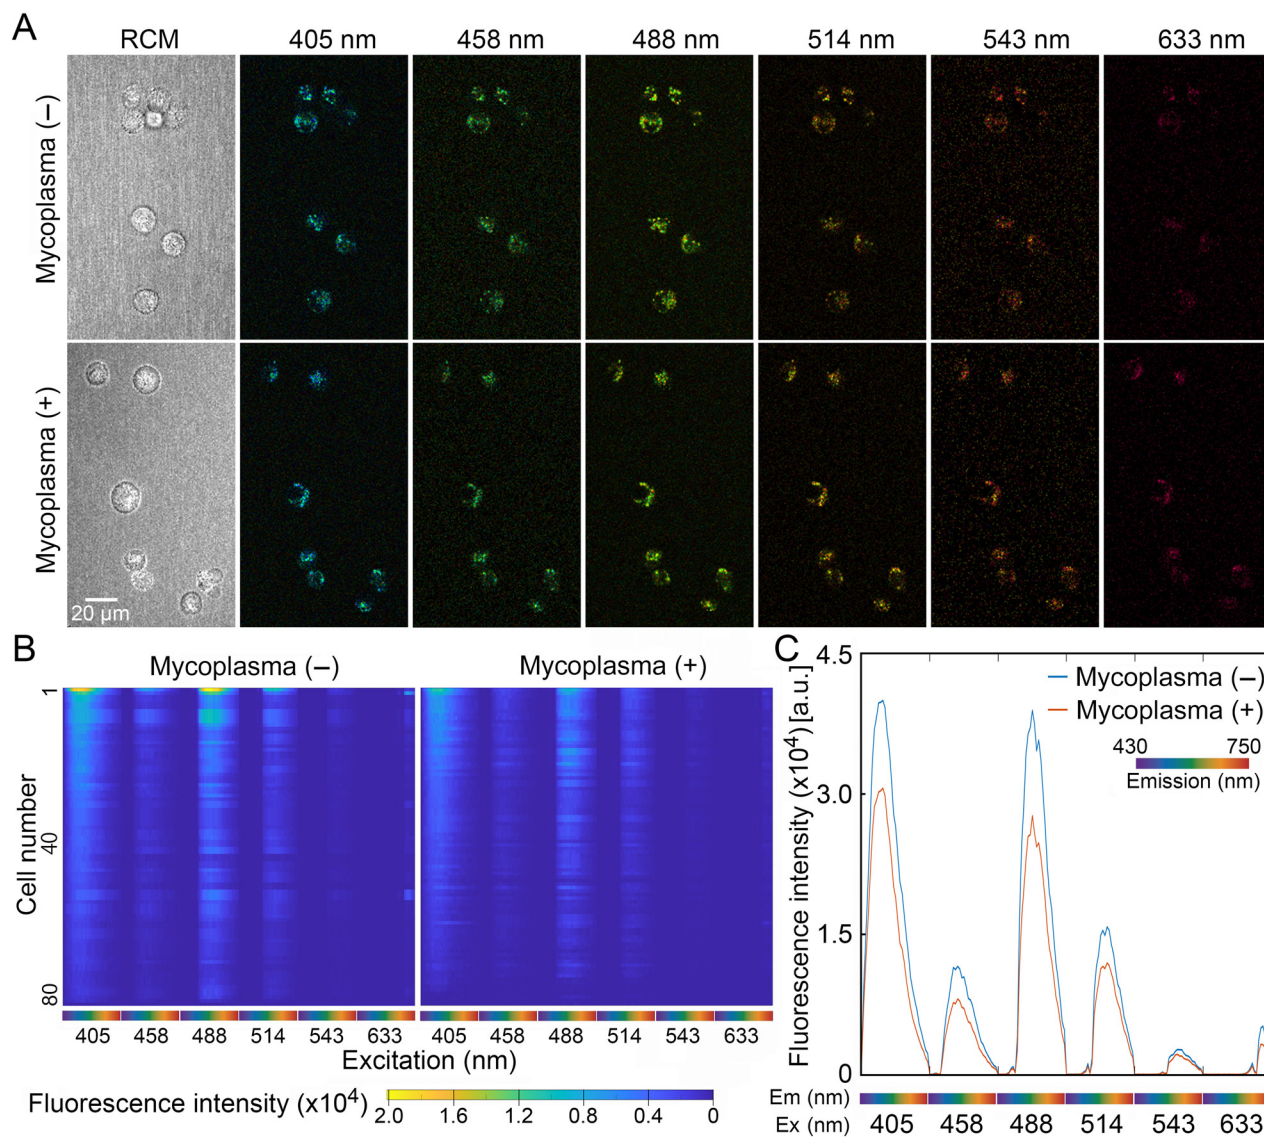 A
RCM 405 nm 458 nm 488 nm 514 nm 543 nm 633 nm
Mycoplasma (–)
Mycoplasma (+)
20 µm
B
Mycoplasma (–) Mycoplasma (+)
Cell number
1
40
80
405 458 488 514 543 633 405 458 488 514 543 633
Excitation (nm)
Fluorescence intensity (x10⁴)
2.0 1.6 1.2 0.8 0.4 0
C
Fluorescence intensity (x10⁴) [a.u.]
4.5
3.0
1.5
0
Mycoplasma (–)
Mycoplasma (+)
430 750
Emission (nm)
Em (nm)
Ex (nm) 405 458 488 514 543 633